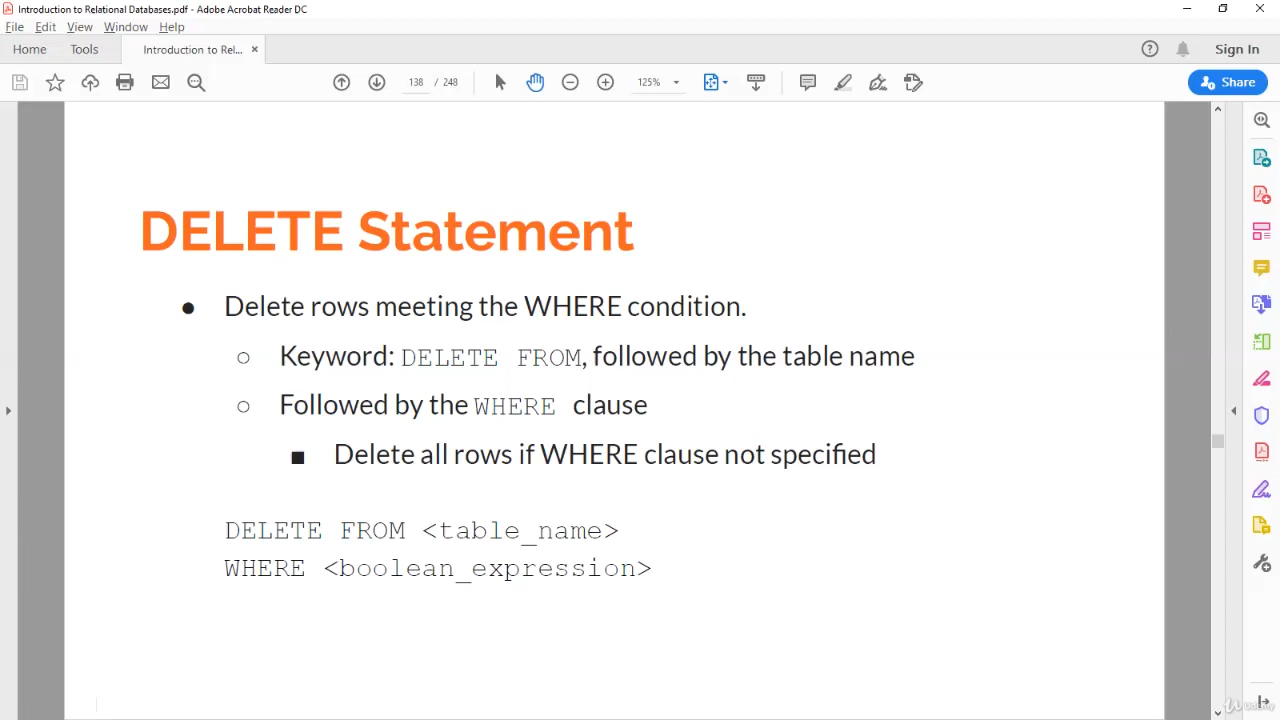 Introduction to Relational Databases.pdf - Adobe Acrobat Reader DC
File Edit View Window Help
Home Tools Introduction to Rel... × Sign In
138 / 248 125% Share
DELETE Statement
● Delete rows meeting the WHERE condition.
○ Keyword: DELETE FROM, followed by the table name
○ Followed by the WHERE clause
■ Delete all rows if WHERE clause not specified
DELETE FROM <table_name>
WHERE <boolean_expression>
Udemy